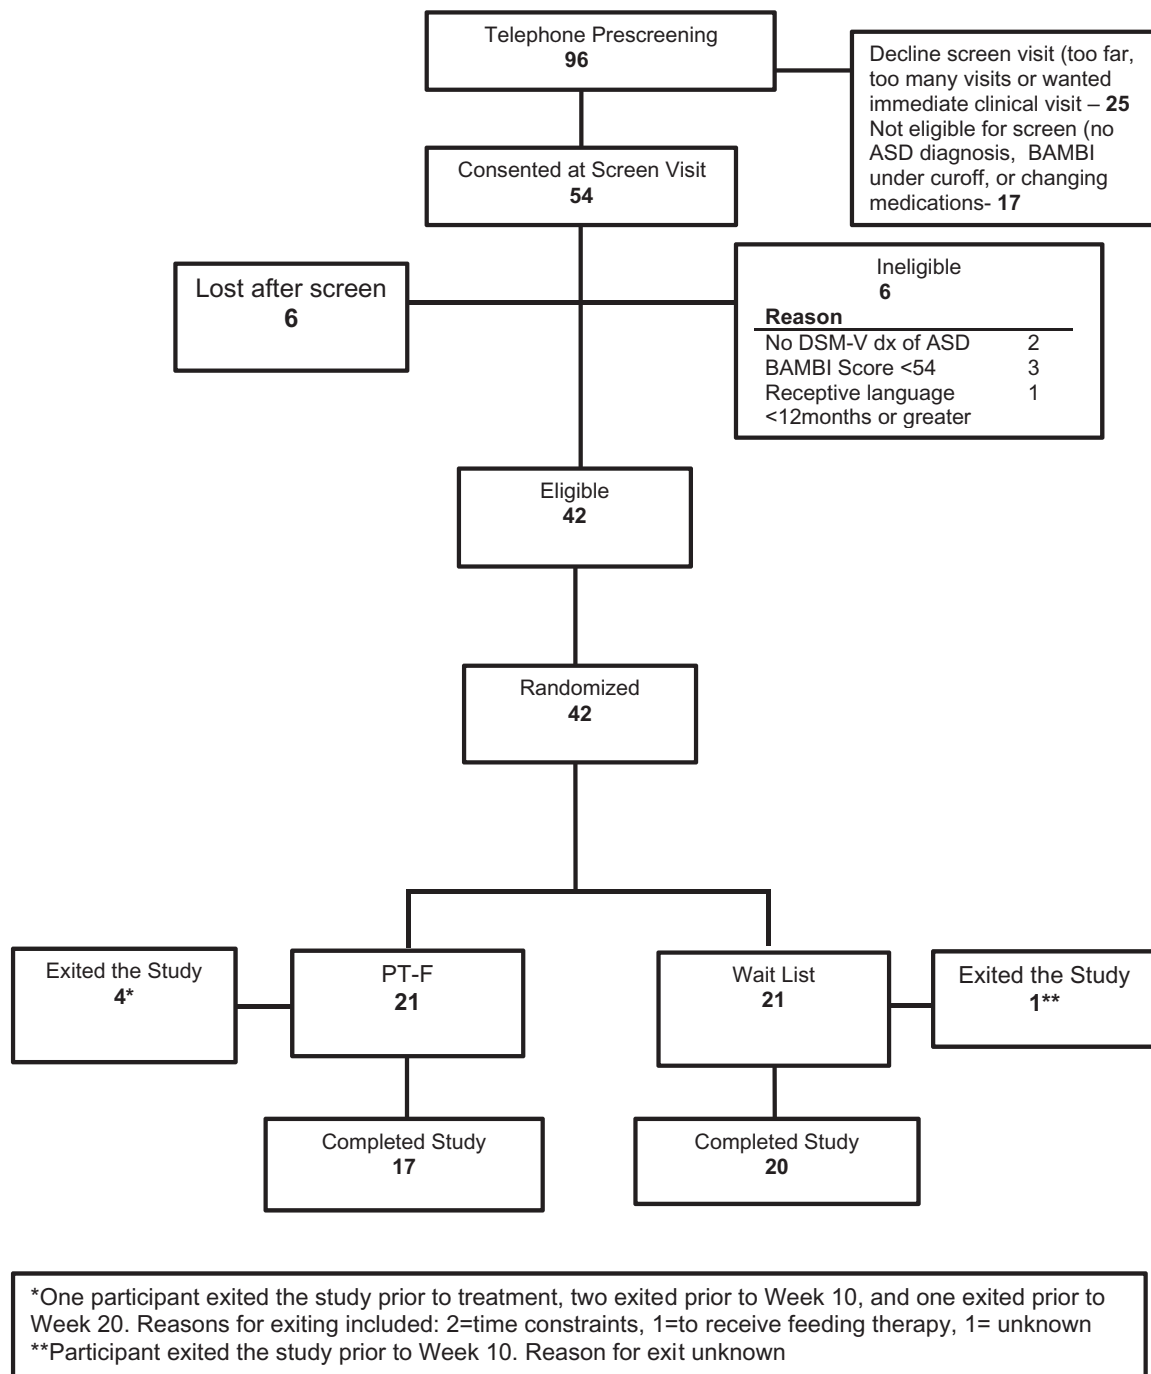 Telephone Prescreening
96
Decline screen visit (too far,
too many visits or wanted
immediate clinical visit – 25
Not eligible for screen (no
ASD diagnosis, BAMBI
under curoff, or changing
medications- 17
Consented at Screen Visit
54
Lost after screen
6
Ineligible
6
Reason
No DSM-V dx of ASD 2
BAMBI Score <54 3
Receptive language 1
<12months or greater
Eligible
42
Randomized
42
Exited the Study
4*
PT-F
21
Wait List
21
Exited the Study
1**
Completed Study
17
Completed Study
20
*One participant exited the study prior to treatment, two exited prior to Week 10, and one exited prior to
Week 20. Reasons for exiting included: 2=time constraints, 1=to receive feeding therapy, 1= unknown
**Participant exited the study prior to Week 10. Reason for exit unknown